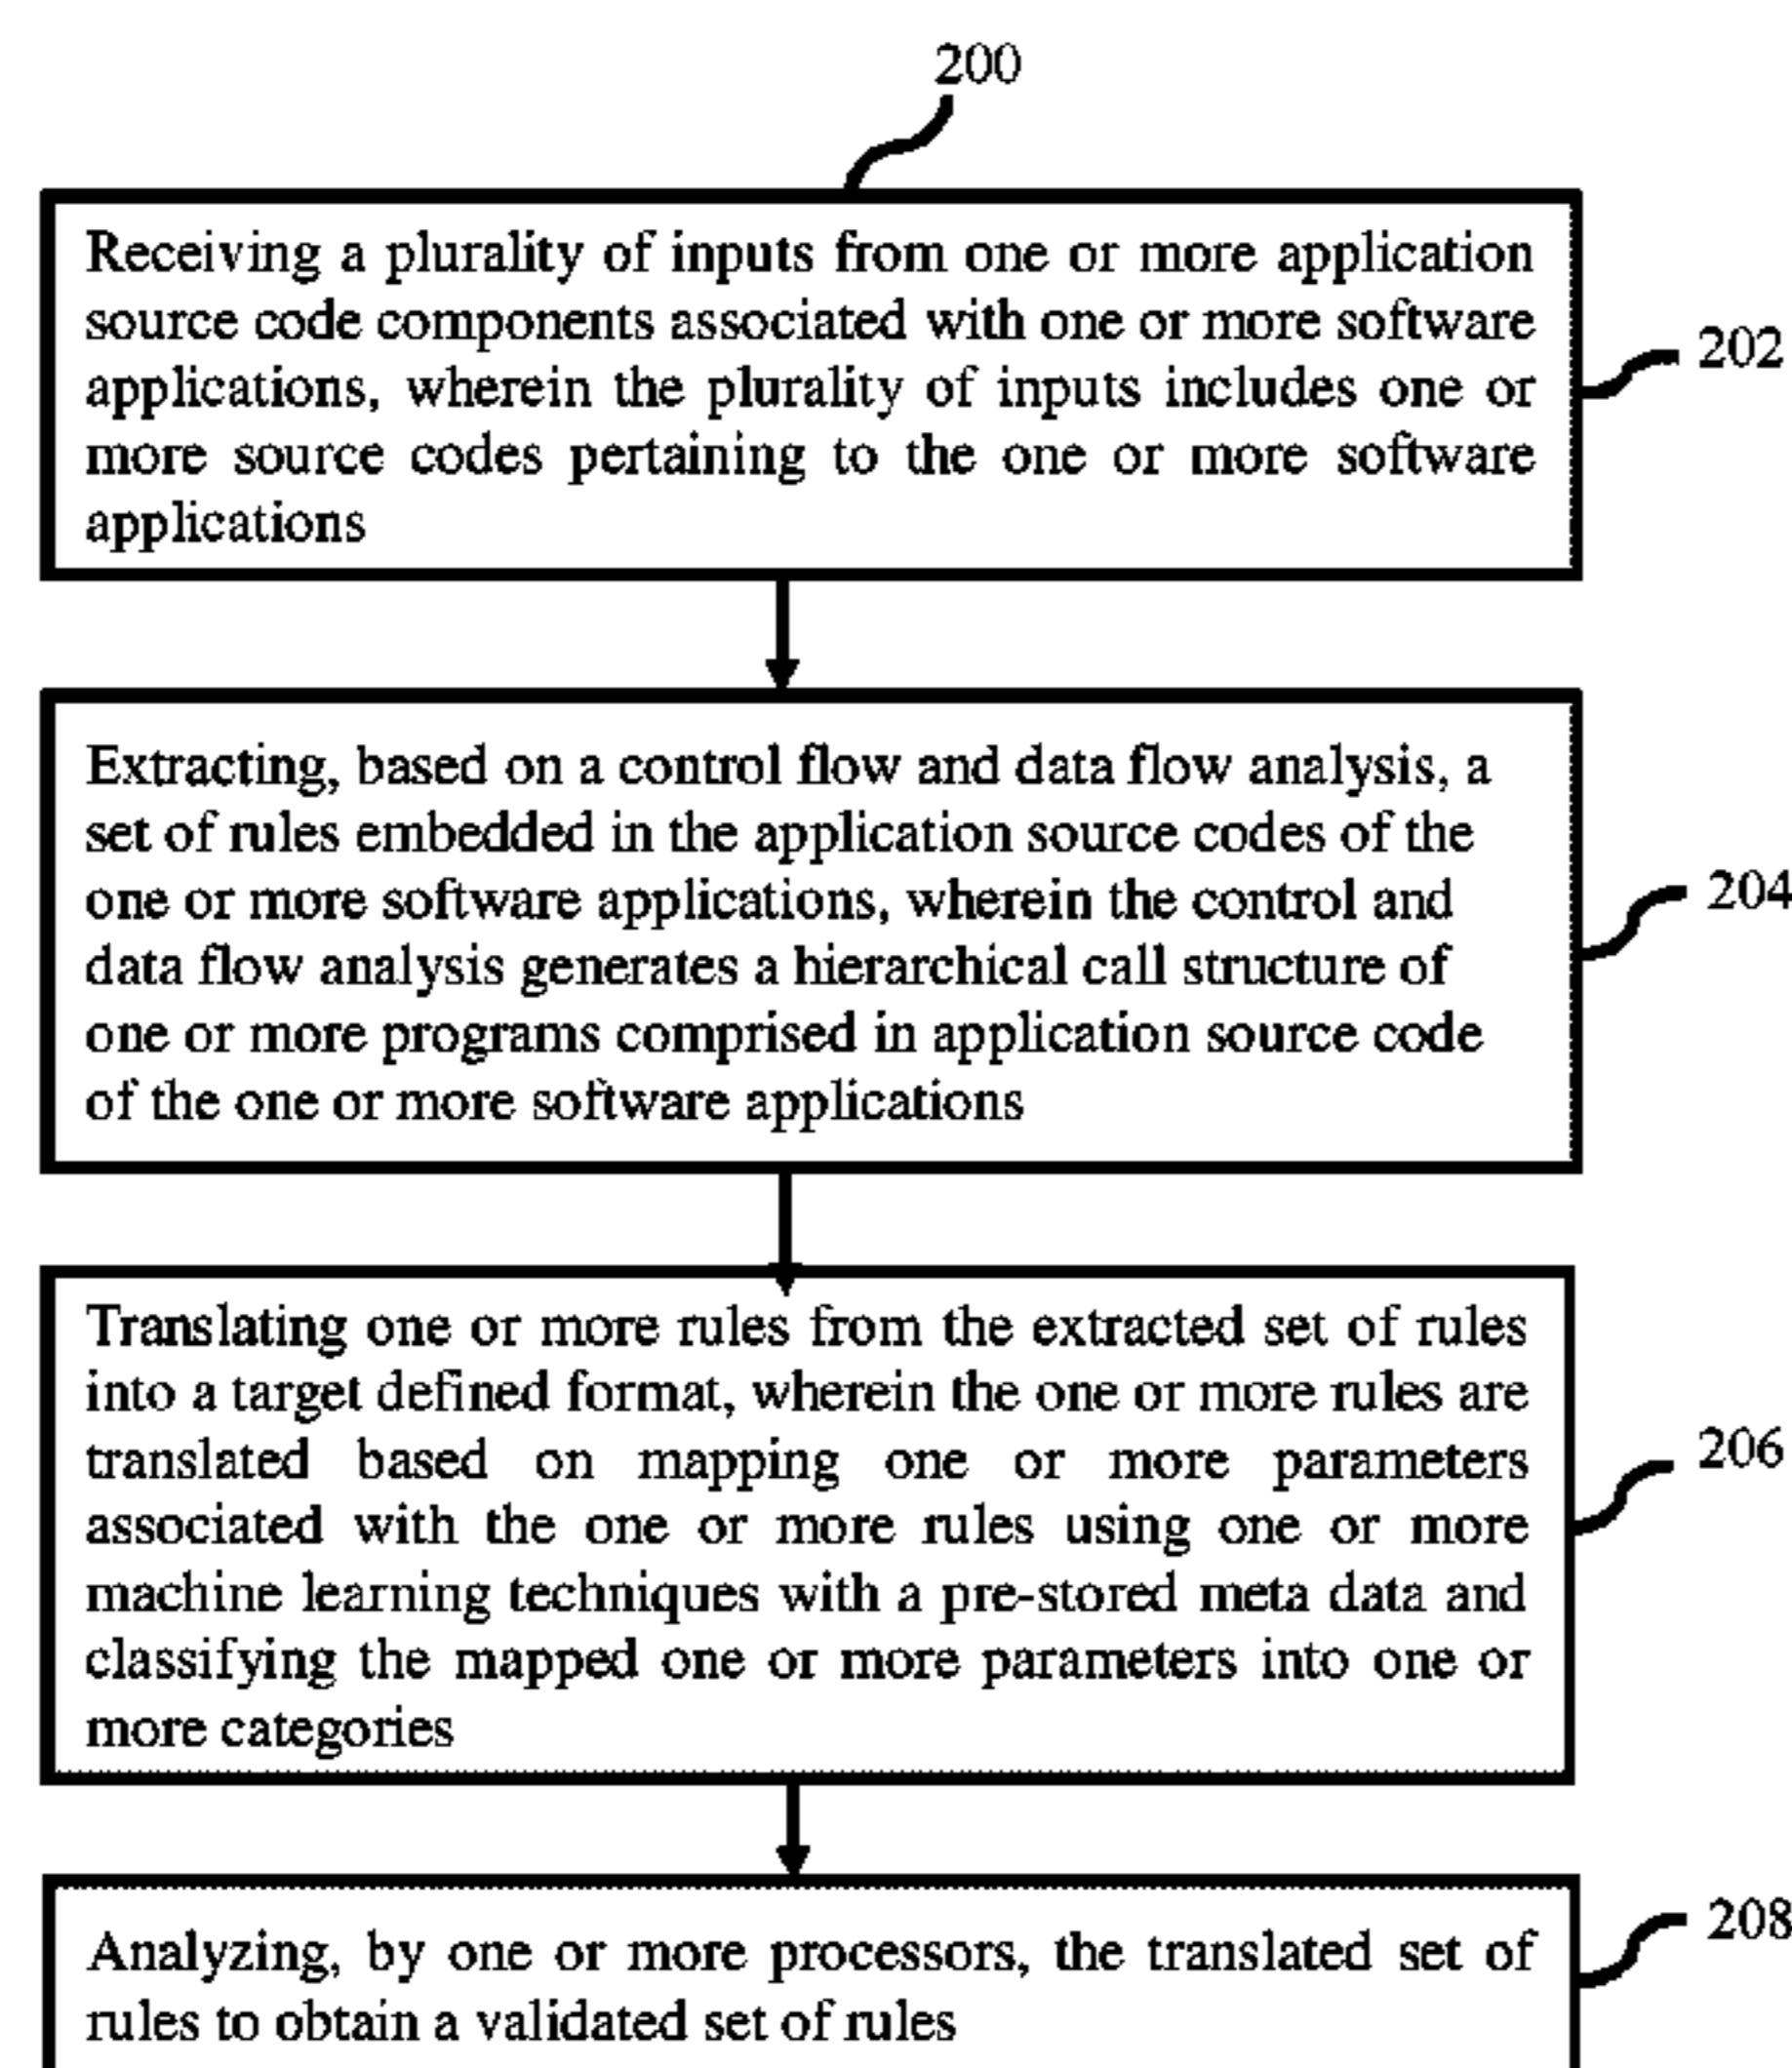 200
Receiving a plurality of inputs from one or more application
source code components associated with one or more software
applications, wherein the plurality of inputs includes one or
more source codes pertaining to the one or more software
applications
202
Extracting, based on a control flow and data flow analysis, a
set of rules embedded in the application source codes of the
one or more software applications, wherein the control and
data flow analysis generates a hierarchical call structure of
one or more programs comprised in application source code
of the one or more software applications
204
Translating one or more rules from the extracted set of rules
into a target defined format, wherein the one or more rules are
translated based on mapping one or more parameters
associated with the one or more rules using one or more
machine learning techniques with a pre-stored meta data and
classifying the mapped one or more parameters into one or
more categories
206
Analyzing, by one or more processors, the translated set of
rules to obtain a validated set of rules
208